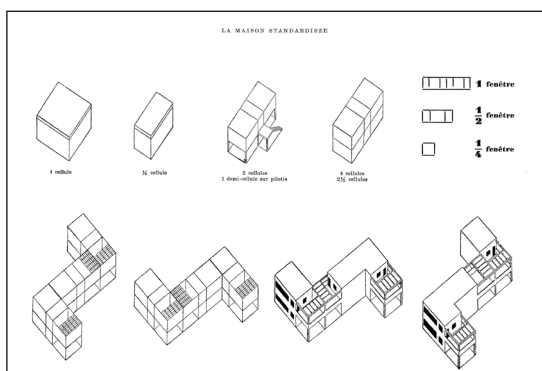 LA MAISON STANDARDISÉE
1 cellule
½ cellule
2 cellules
1 demi-cellule sur pilotis
4 cellules
2½ cellules
1 fenêtre
1/2 fenêtre
1/4 fenêtre